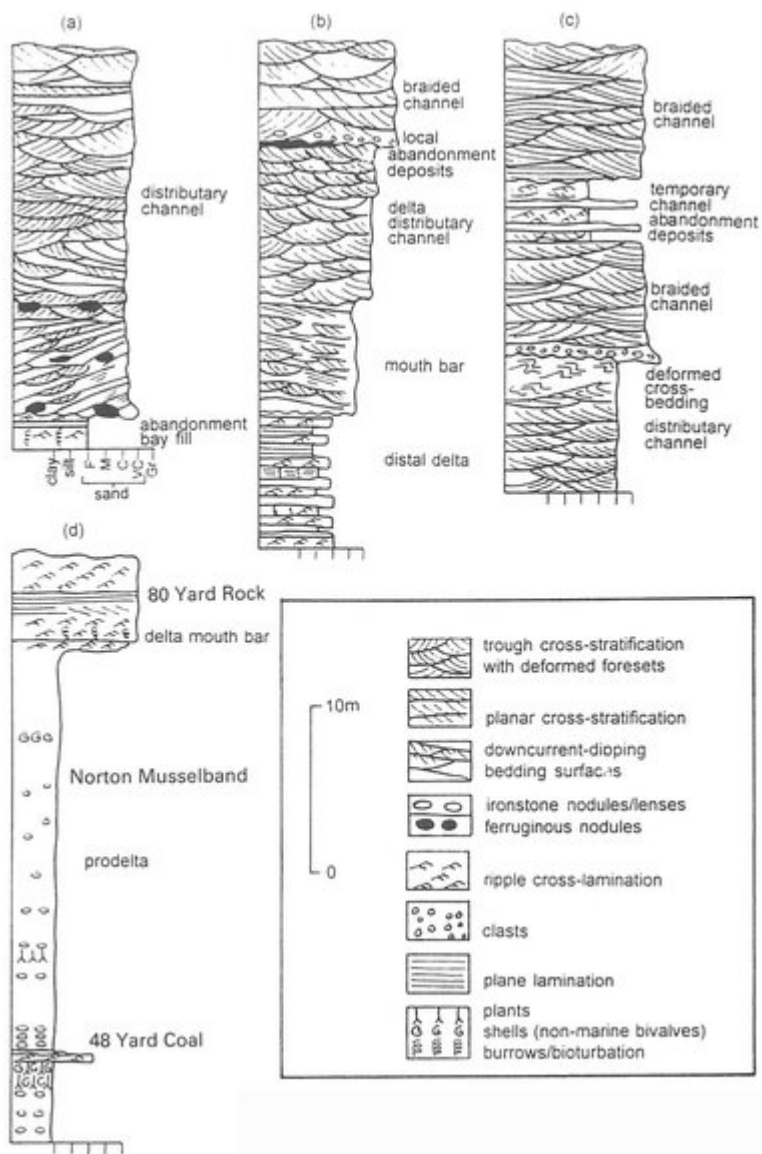 (a)
distributary
channel
abandonment
bay fill
clay
silt
F
M
C
VC
Gr
sand
(b)
braided
channel
local
abandonment
deposits
delta
distributary
channel
mouth bar
distal delta
(c)
braided
channel
temporary
channel
abandonment
deposits
braided
channel
deformed
cross-
bedding
distributary
channel
(d)
80 Yard Rock
delta mouth bar
Norton Musselband
prodelta
48 Yard Coal
10m
0
trough cross-stratification
with deformed foresets
planar cross-stratification
downcurrent-dipping
bedding surfaces
ironstone nodules/lenses
ferruginous nodules
ripple cross-lamination
clasts
plane lamination
plants
shells (non-marine bivalves)
burrows/bioturbation